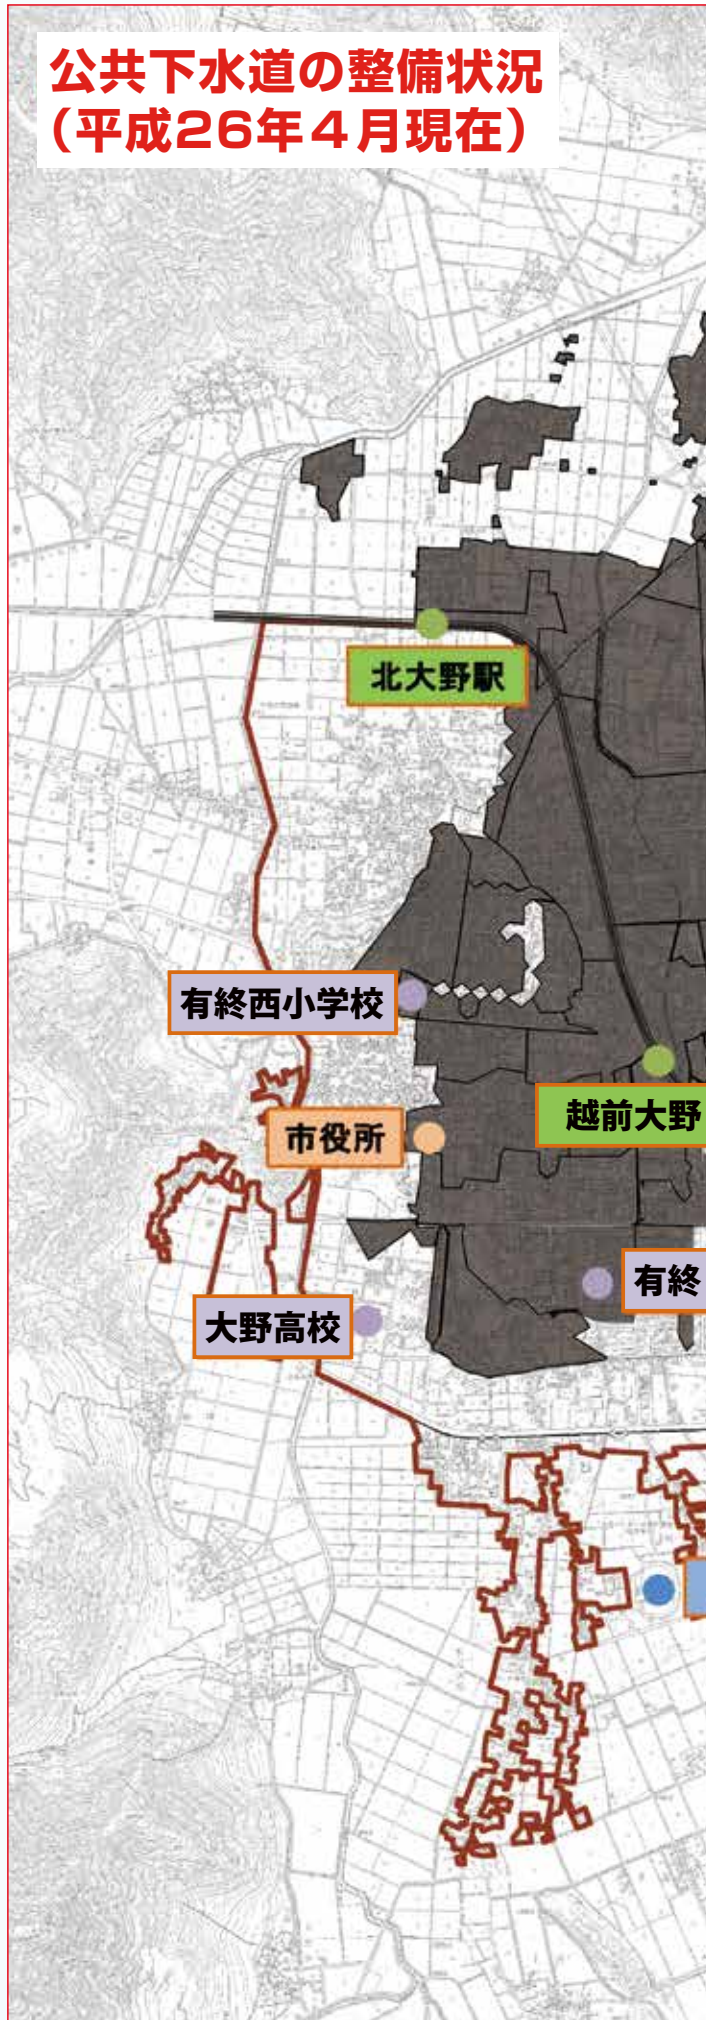 公共下水道の整備状況
（平成26年４月現在）
北大野駅
有終西小学校
越前大野
市役所
有終
大野高校